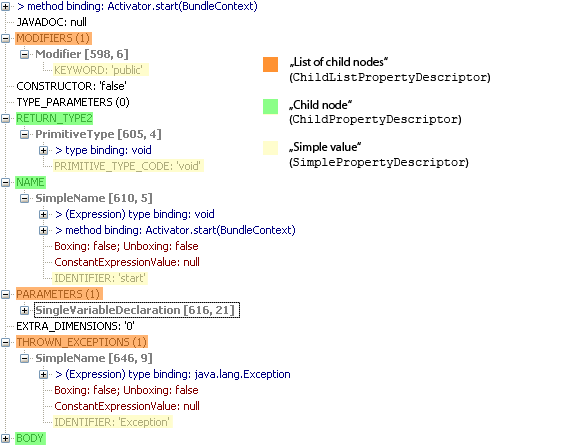 > method binding: Activator.start(BundleContext)
JAVADOC: null
MODIFIERS (1)
Modifier [598, 6]
KEYWORD: 'public'
CONSTRUCTOR: 'false'
TYPE_PARAMETERS (0)
RETURN_TYPE2
PrimitiveType [605, 4]
> type binding: void
PRIMITIVE_TYPE_CODE: 'void'
NAME
SimpleName [610, 5]
> (Expression) type binding: void
> method binding: Activator.start(BundleContext)
Boxing: false; Unboxing: false
ConstantExpressionValue: null
IDENTIFIER: 'start'
PARAMETERS (1)
SingleVariableDeclaration [616, 21]
EXTRA_DIMENSIONS: '0'
THROWN_EXCEPTIONS (1)
SimpleName [646, 9]
> (Expression) type binding: java.lang.Exception
Boxing: false; Unboxing: false
ConstantExpressionValue: null
IDENTIFIER: 'Exception'
BODY
„List of child nodes“
(ChildListPropertyDescriptor)
„Child node“
(ChildPropertyDescriptor)
„Simple value“
(SimplePropertyDescriptor)